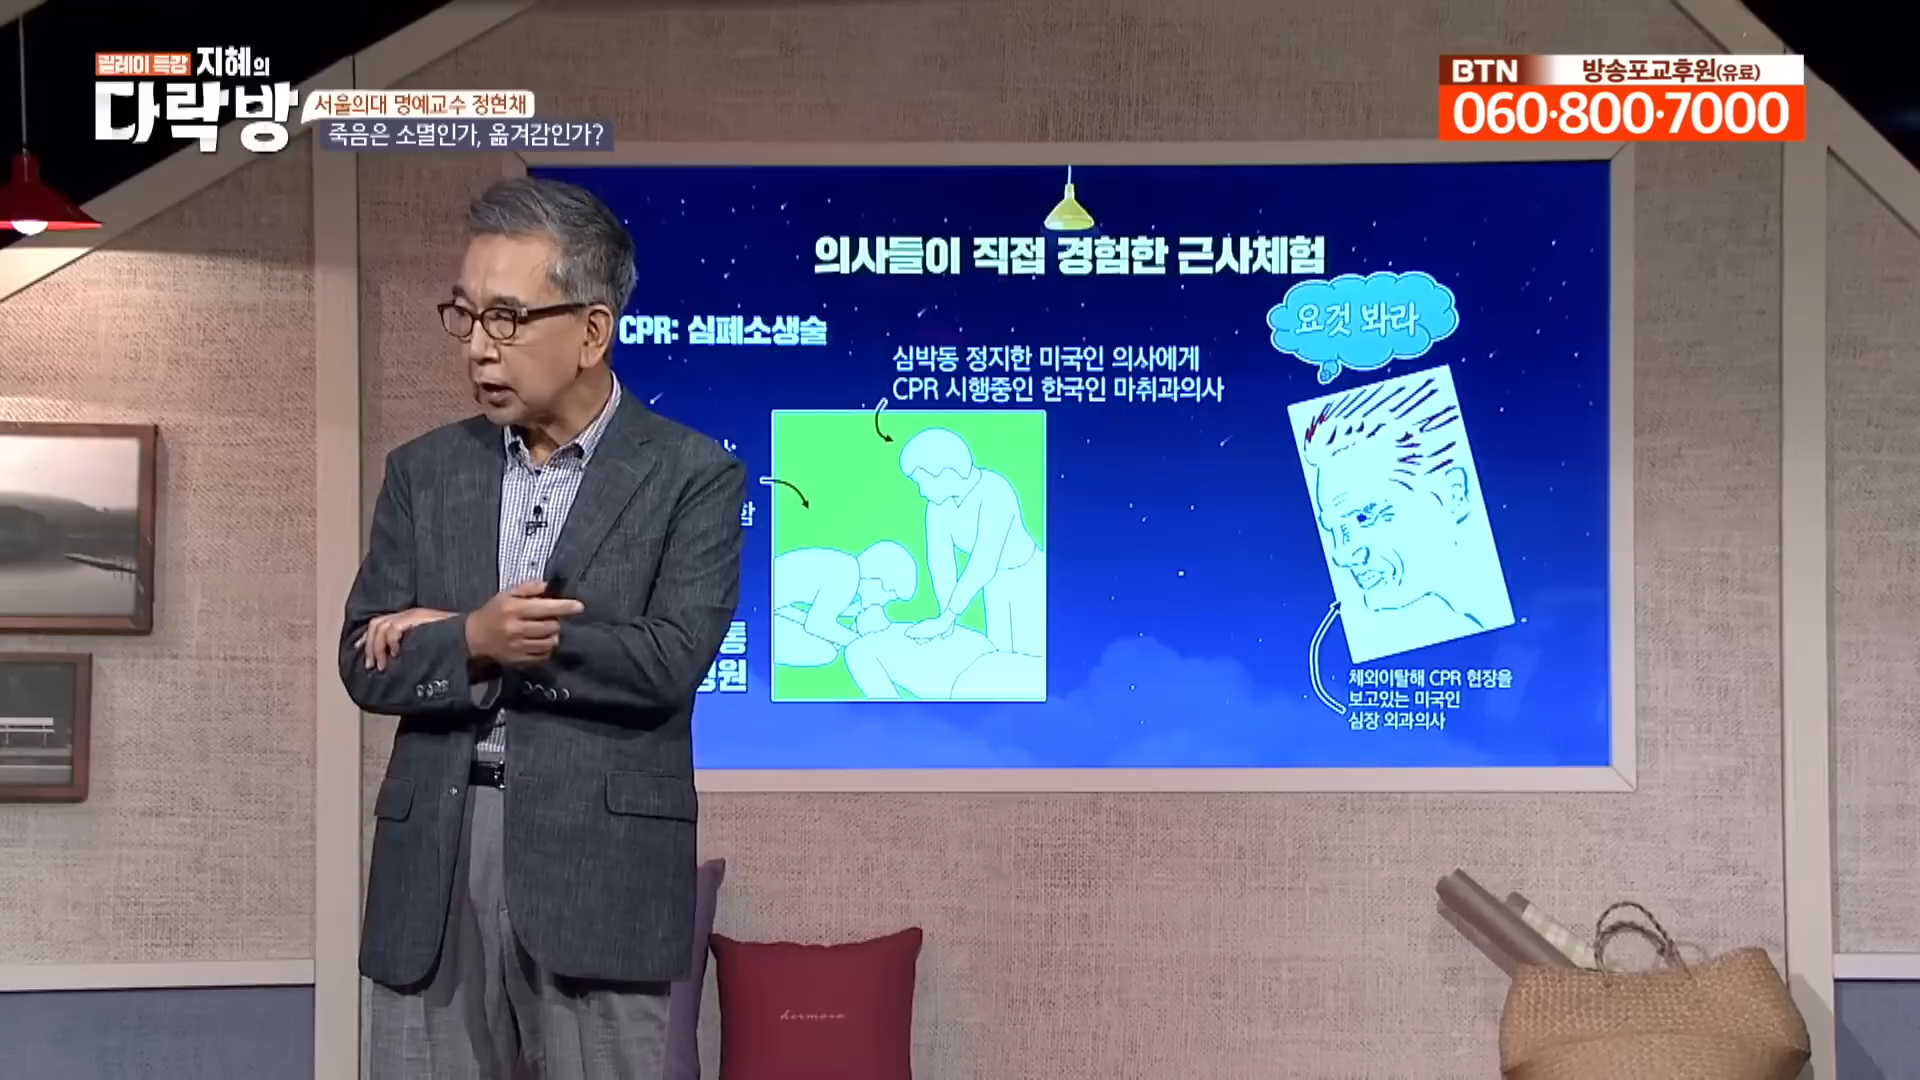 릴레이 특강 지혜의
다락방
서울의대 명예교수 정현채
죽음은 소멸인가, 옮겨감인가?
BTN 방송포교후원(유료)
060·800·7000
의사들이 직접 경험한 근사체험
요것 봐라
CPR: 심폐소생술
심박동 정지한 미국인 의사에게
CPR 시행중인 한국인 마취과의사
체외이탈해 CPR 현장을
보고있는 미국인
심장 외과의사
hermosa